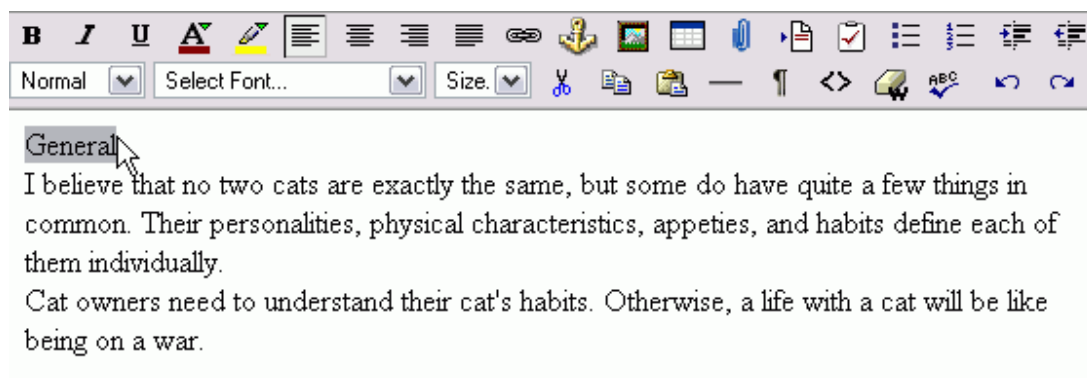 B I U A
Normal Select Font... Size. ABC
General
I believe that no two cats are exactly the same, but some do have quite a few things in
common. Their personalities, physical characteristics, appeties, and habits define each of
them individually.
Cat owners need to understand their cat's habits. Otherwise, a life with a cat will be like
being on a war.